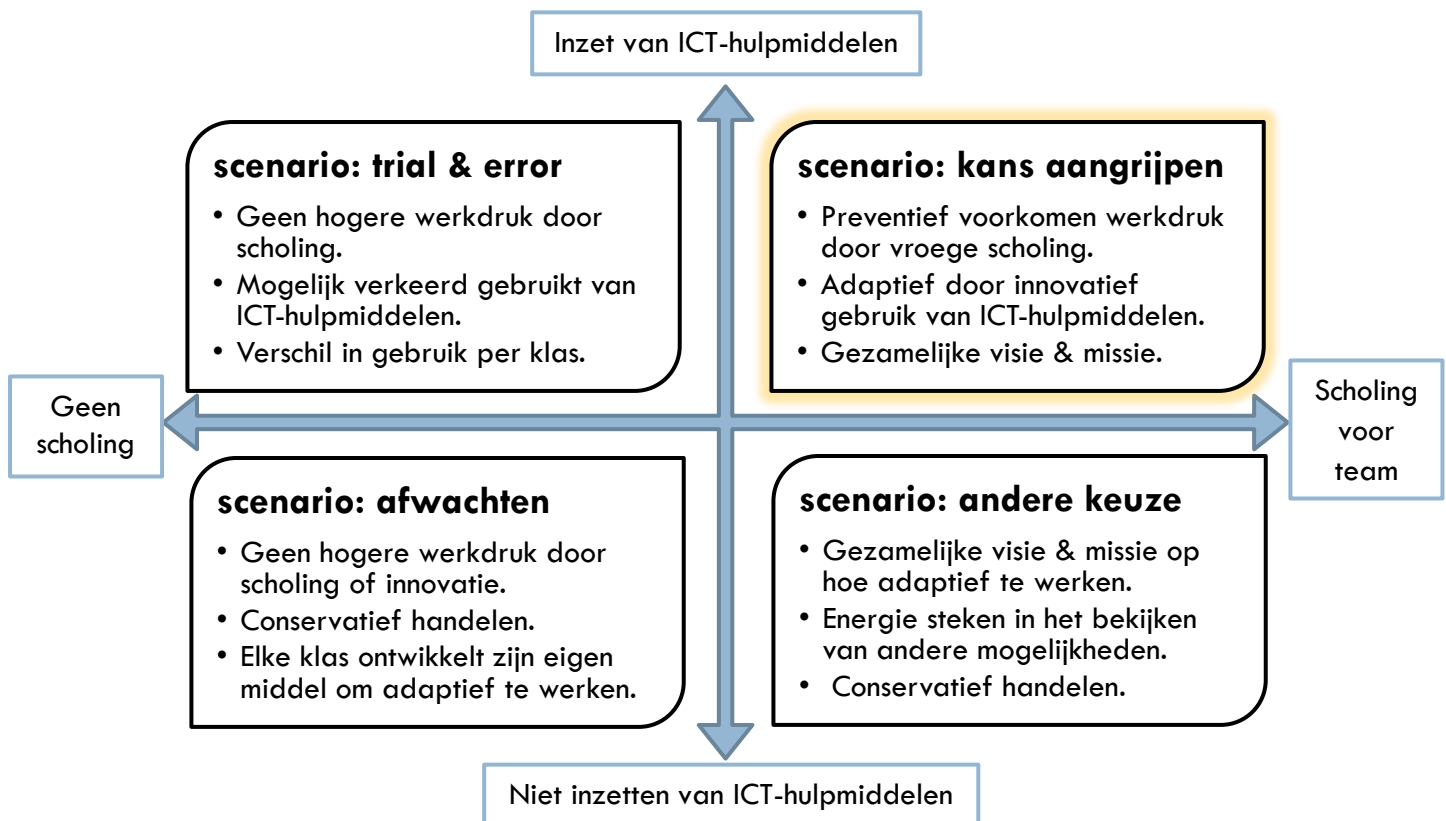 Inzet van ICT-hulpmiddelen
scenario: trial & error
• Geen hogere werkdruk door
scholing.
• Mogelijk verkeerd gebruikt van
ICT-hulpmiddelen.
• Verschil in gebruik per klas.
scenario: kans aangrijpen
• Preventief voorkomen werkdruk
door vroege scholing.
• Adaptief door innovatief
gebruik van ICT-hulpmiddelen.
• Gezamelijke visie & missie.
Geen
scholing
Scholing
voor
team
scenario: afwachten
• Geen hogere werkdruk door
scholing of innovatie.
• Conservatief handelen.
• Elke klas ontwikkelt zijn eigen
middel om adaptief te werken.
scenario: andere keuze
• Gezamelijke visie & missie op
hoe adaptief te werken.
• Energie steken in het bekijken
van andere mogelijkheden.
• Conservatief handelen.
Niet inzetten van ICT-hulpmiddelen